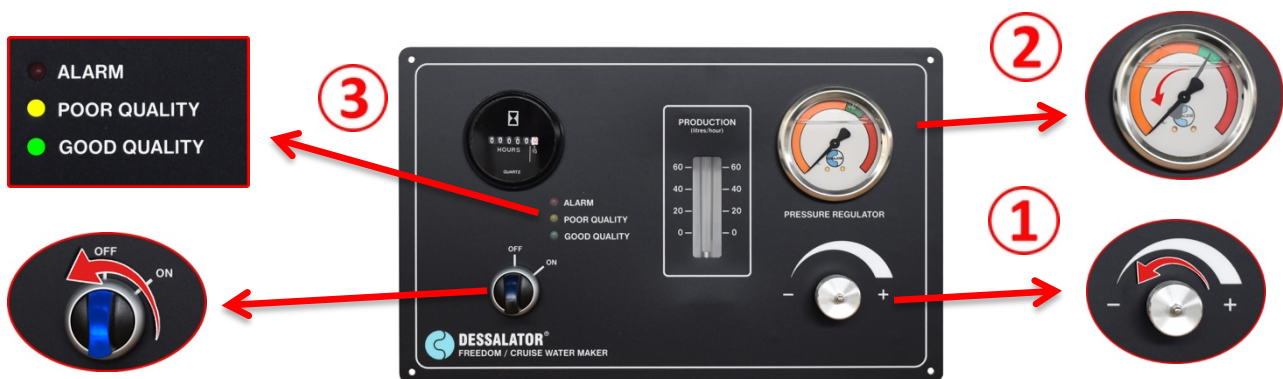 ALARM
POOR QUALITY
GOOD QUALITY
OFF
ON
3
HOURS
QUARTZ
ALARM
POOR QUALITY
GOOD QUALITY
OFF
ON
DESSALATOR®
FREEDOM / CRUISE WATER MAKER
PRODUCTION
(litres/hour)
60 60
40 40
20 20
0 0
PRESSURE REGULATOR
- +
2
1
- +